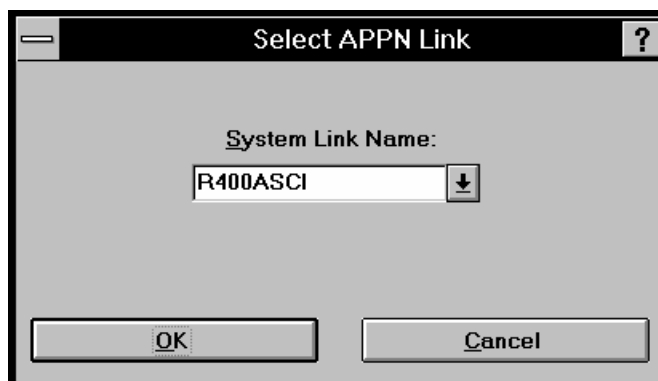 Select APPN Link
?
System Link Name:
R400ASCI
OK
Cancel